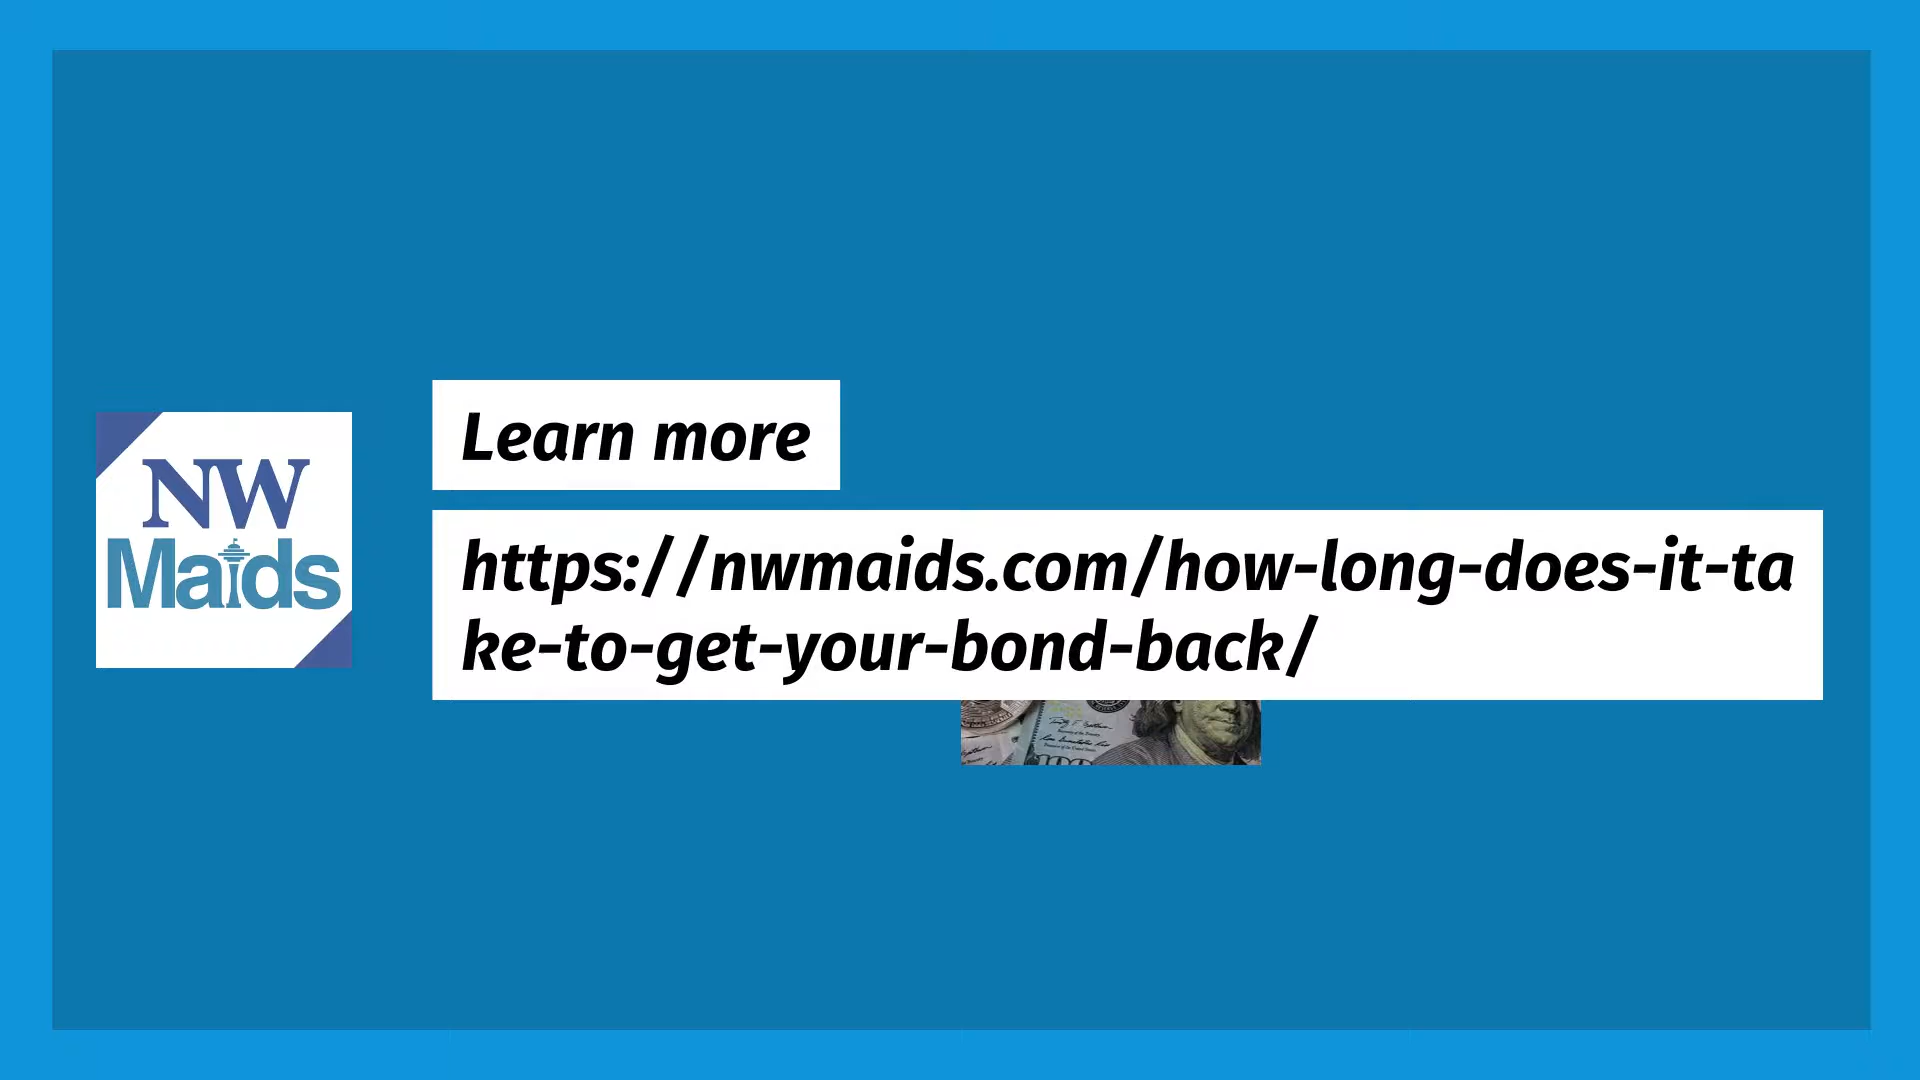 NW
Maids
Learn more
https://nwmaids.com/how-long-does-it-ta
ke-to-get-your-bond-back/